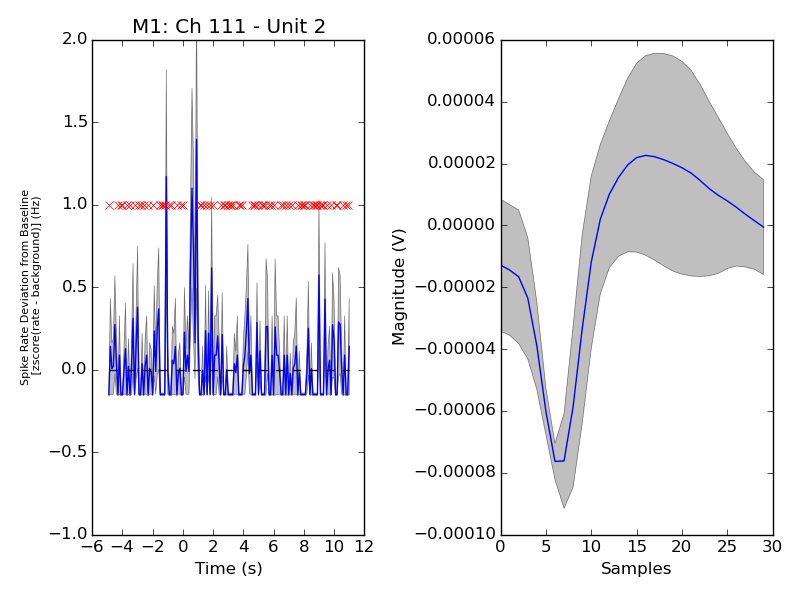 M1: Ch 111 - Unit 2
2.0
1.5
1.0
0.5
0.0
−0.5
−1.0
−6 −4 −2 0 2 4 6 8 10 12
Time (s)
Spike Rate Deviation from Baseline
[zscore(rate - background)] (Hz)
0.00006
0.00004
0.00002
0.00000
−0.00002
−0.00004
−0.00006
−0.00008
−0.00010
0 5 10 15 20 25 30
Samples
Magnitude (V)